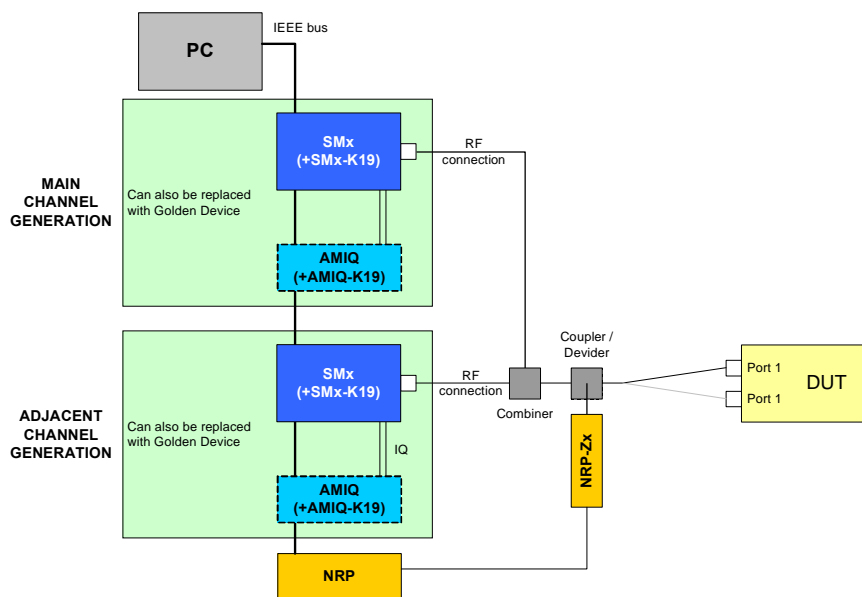 IEEE bus
PC
SMx
(+SMx-K19)
RF
connection
MAIN
CHANNEL
GENERATION
Can also be replaced
with Golden Device
AMIQ
(+AMIQ-K19)
Coupler /
Devider
SMx
(+SMx-K19)
RF
connection
Combiner
Port 1
DUT
Port 1
ADJACENT
CHANNEL
GENERATION
Can also be replaced
with Golden Device
IQ
NRP-Zx
AMIQ
(+AMIQ-K19)
NRP